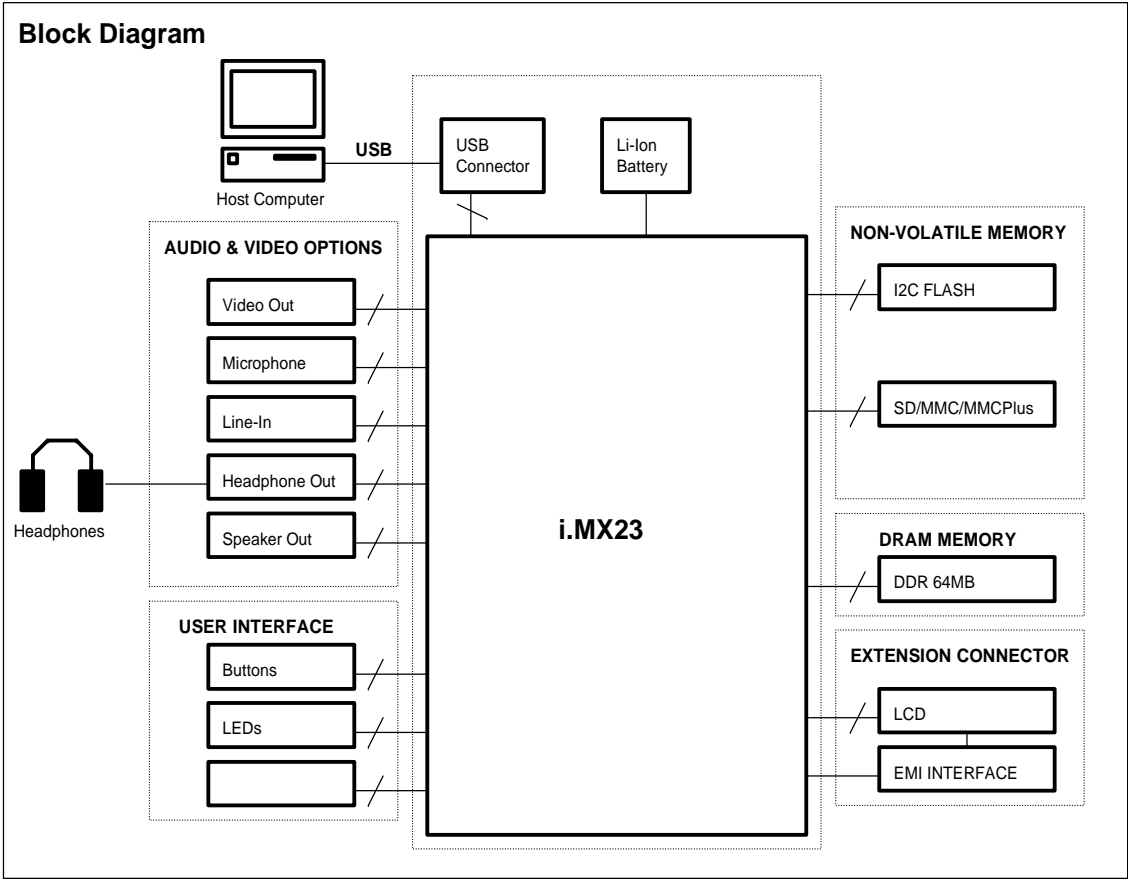 Block Diagram
USB
Host Computer
USB
Connector
Li-Ion
Battery
AUDIO & VIDEO OPTIONS
Video Out
Microphone
Line-In
Headphone Out
Speaker Out
Headphones
USER INTERFACE
Buttons
LEDs
i.MX23
NON-VOLATILE MEMORY
I2C FLASH
SD/MMC/MMCPlus
DRAM MEMORY
DDR 64MB
EXTENSION CONNECTOR
LCD
EMI INTERFACE